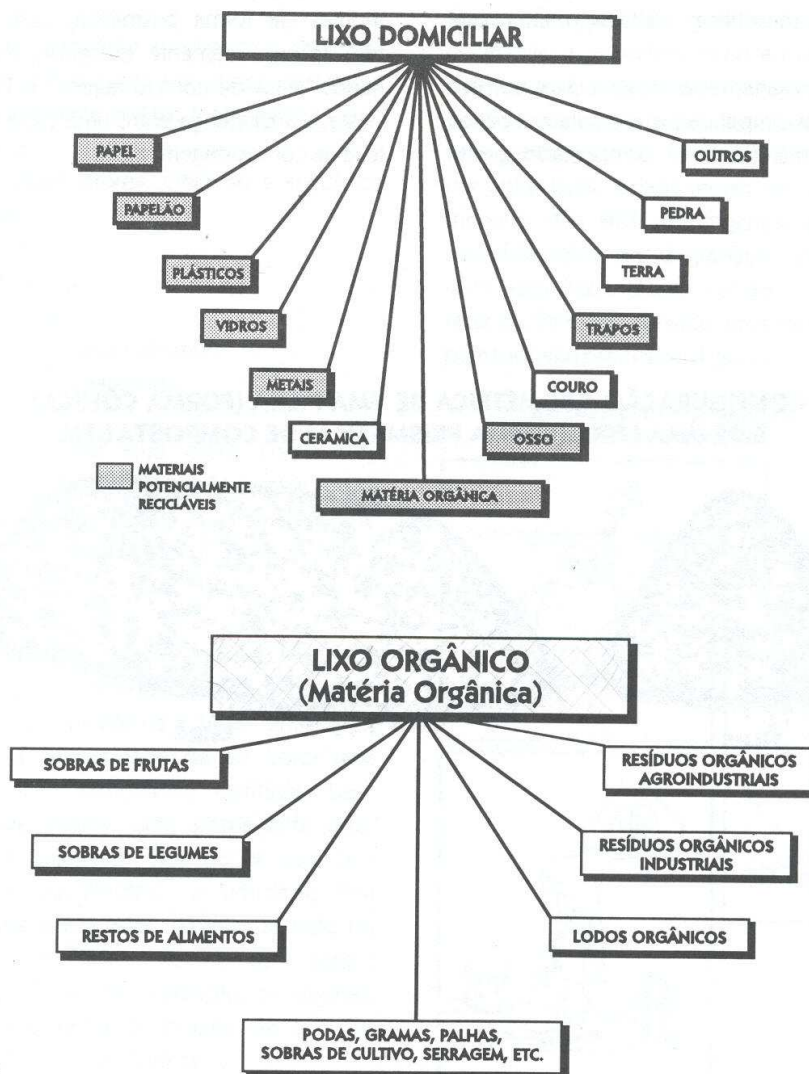 LIXO DOMICILIAR
PAPEL
PAPELÃO
PLÁSTICOS
VIDROS
METAIS
CERÂMICA
MATÉRIA ORGÂNICA
OSSO
COURO
TRAPOS
TERRA
PEDRA
OUTROS
MATERIAIS
POTENCIALMENTE
RECICLÁVEIS
LIXO ORGÂNICO
(Matéria Orgânica)
SOBRAS DE FRUTAS
SOBRAS DE LEGUMES
RESTOS DE ALIMENTOS
PODAS, GRAMAS, PALHAS,
SOBRAS DE CULTIVO, SERRAGEM, ETC.
LODOS ORGÂNICOS
RESÍDUOS ORGÂNICOS
INDUSTRIAIS
RESÍDUOS ORGÂNICOS
AGROINDUSTRIAIS